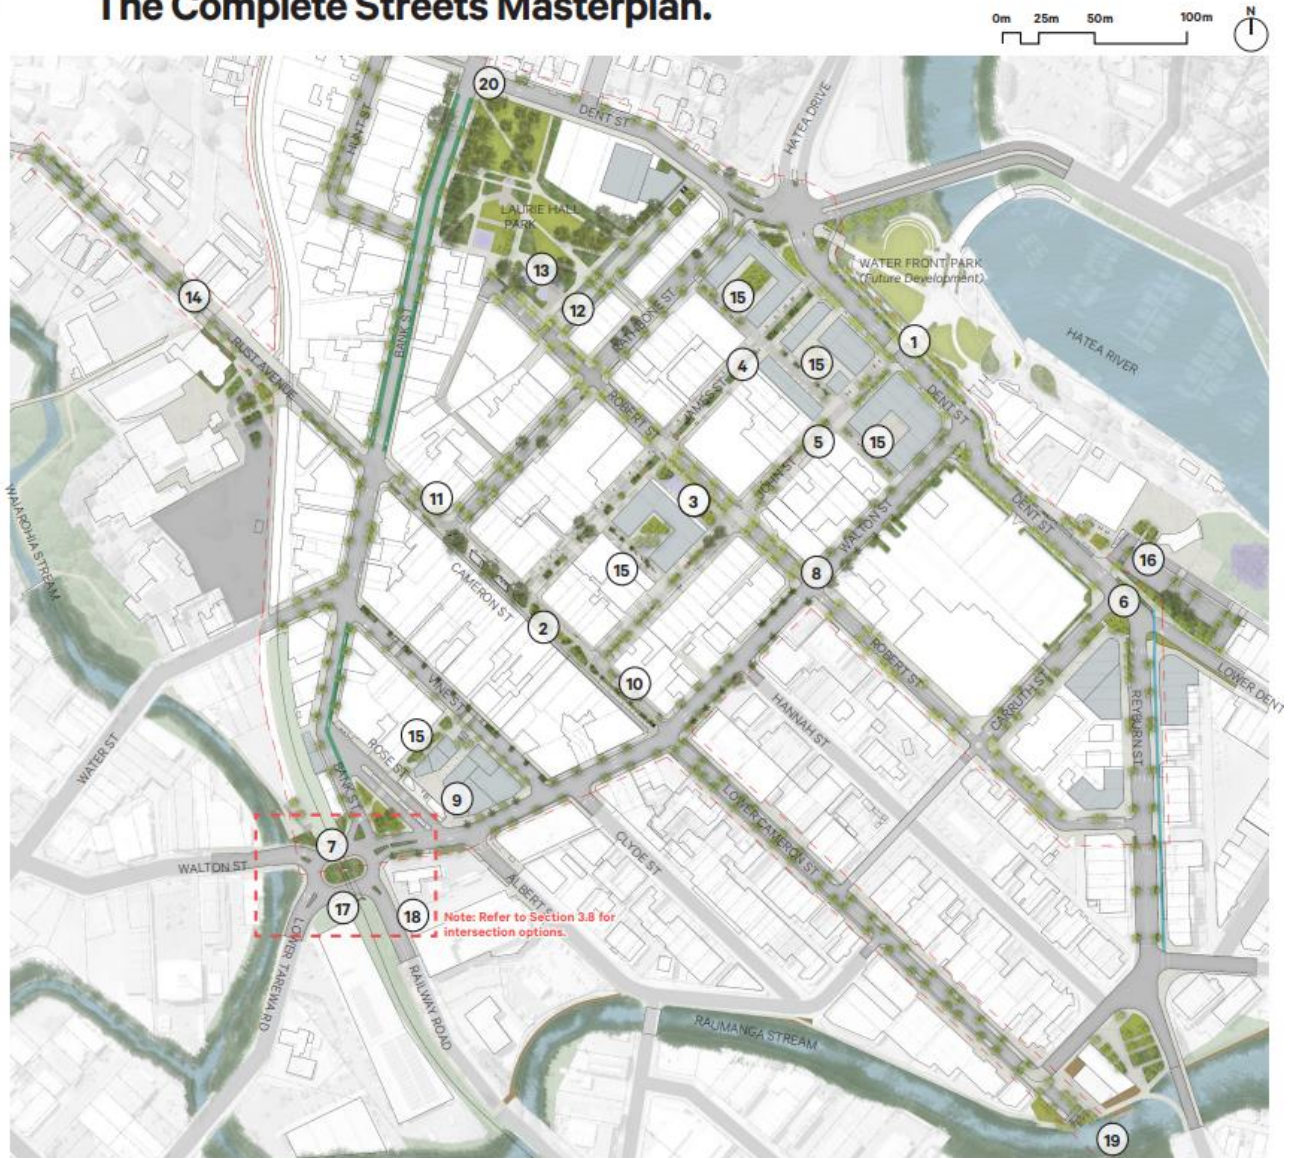 The Complete Streets Masterplan.
0m 25m 50m 100m
N
20
DENT ST
HUNT ST
HATEA DRIVE
LAURIE HALL
PARK
WATER FRONT PARK
(Future Development)
13
14
12
15
RATHBONE ST
BANK ST
1
HATEA RIVER
RUST AVENUE
4
15
JAMES ST
ROBERT ST
DENT ST
5
15
11
3
JOHN ST
WALTON ST
DENT ST
WAIAROHIA STREAM
16
15
8
CAMERON ST
6
2
ROBERT ST
LOWER DENT
10
CARRUTH ST
REYBURN ST
VINE ST
HANNAH ST
15
ROSE ST
WATER ST
BANK ST
9
LOWER CAMERON ST
7
CLYDE ST
WALTON ST
ALBERT S
17
18
Note: Refer to Section 3.8 for
intersection options.
LOWER TAREWA RD
RAILWAY ROAD
RAUMANGA STREAM
19